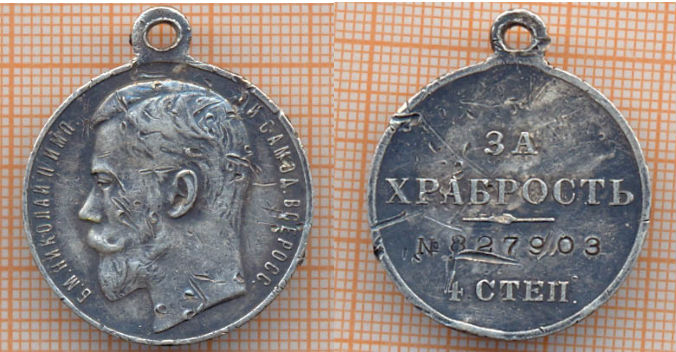 Б.М. НИКОЛАЙ II ИМП. И САМОД. ВСЕРОСС.
ЗА
ХРАБРОСТЬ
№ 827903
4 СТЕП.